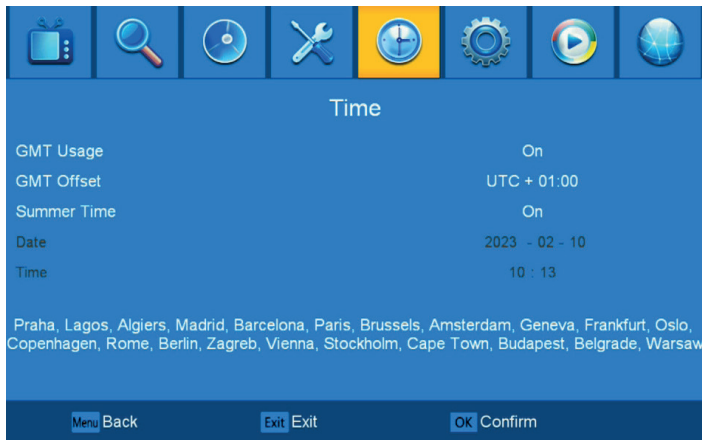 Time
GMT Usage On
GMT Offset UTC + 01:00
Summer Time On
Date 2023 - 02 - 10
Time 10 : 13
Praha, Lagos, Algiers, Madrid, Barcelona, Paris, Brussels, Amsterdam, Geneva, Frankfurt, Oslo,
Copenhagen, Rome, Berlin, Zagreb, Vienna, Stockholm, Cape Town, Budapest, Belgrade, Warsaw
Menu Back Exit Exit OK Confirm